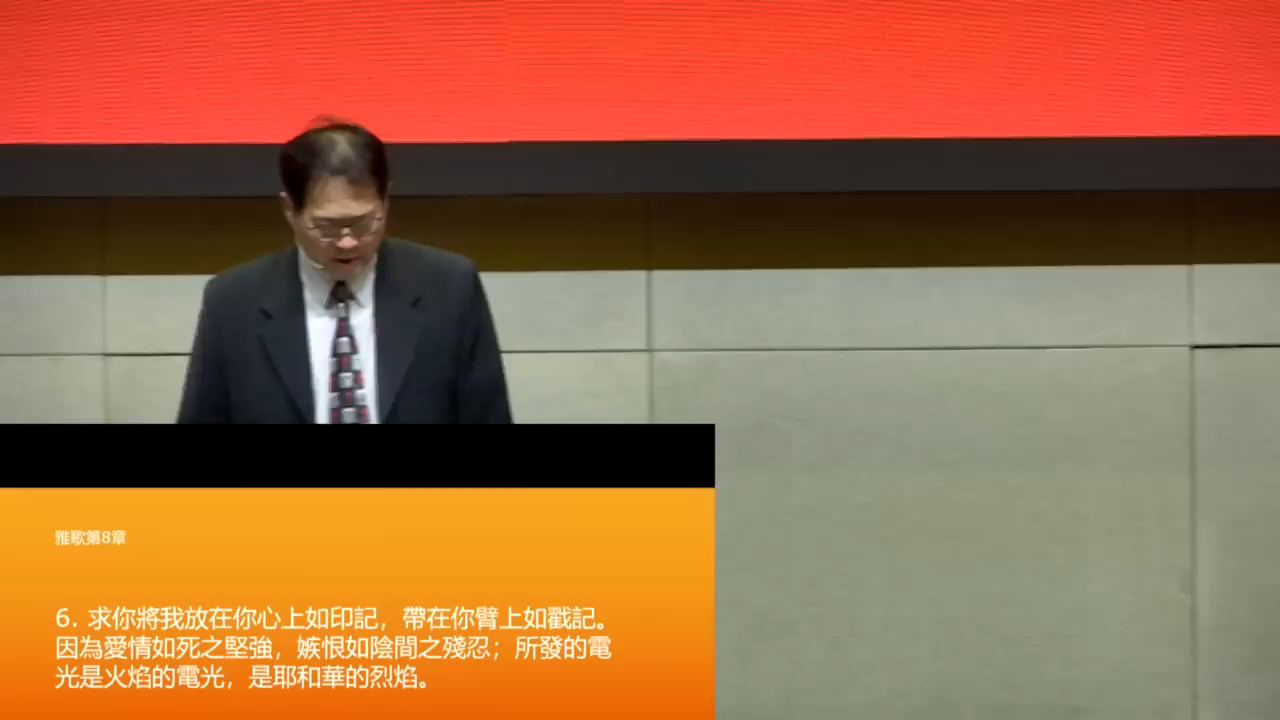 雅歌第8章
6. 求你將我放在你心上如印記，帶在你臂上如戳記。
因為愛情如死之堅強，嫉恨如陰間之殘忍；所發的電
光是火焰的電光，是耶和華的烈焰。